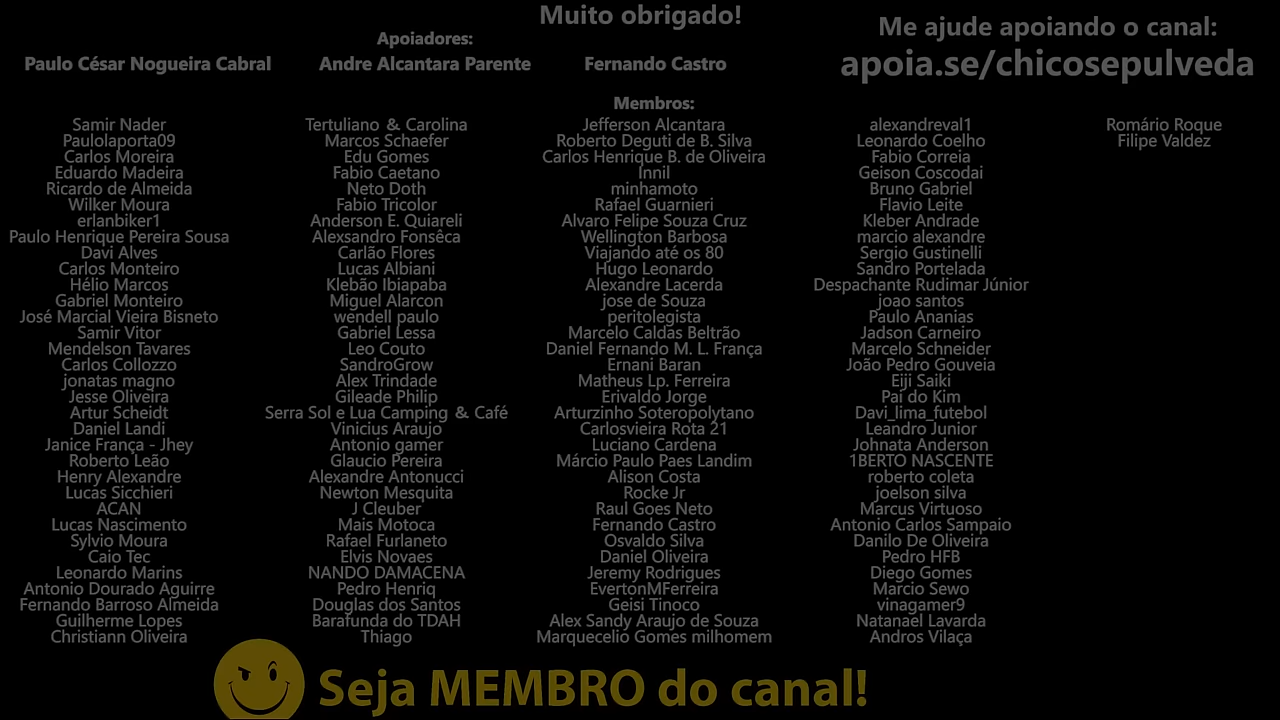 Muito obrigado!
Me ajude apoiando o canal:
apoia.se/chicosepulveda
Apoiadores:
Paulo César Nogueira Cabral
Andre Alcantara Parente
Fernando Castro
Membros:
Samir Nader
Paulolaporta09
Carlos Moreira
Eduardo Madeira
Ricardo de Almeida
Wilker Moura
erlanbiker1
Paulo Henrique Pereira Sousa
Davi Alves
Carlos Monteiro
Hélio Marcos
Gabriel Monteiro
José Marcial Vieira Bisneto
Samir Vitor
Mendelson Tavares
Carlos Collozzo
jonatas magno
Jesse Oliveira
Artur Scheidt
Daniel Landi
Janice França - Jhey
Roberto Leão
Henry Alexandre
Lucas Sicchieri
ACAN
Lucas Nascimento
Sylvio Moura
Caio Tec
Leonardo Marins
Antonio Dourado Aguirre
Fernando Barroso Almeida
Guilherme Lopes
Christiann Oliveira
Tertuliano & Carolina
Marcos Schaefer
Edu Gomes
Fabio Caetano
Neto Doth
Fabio Tricolor
Anderson E. Quiareli
Alexsandro Fonsêca
Carlão Flores
Lucas Albiani
Klebão Ibiapaba
Miguel Alarcon
wendell paulo
Gabriel Lessa
Leo Couto
SandroGrow
Alex Trindade
Gileade Philip
Serra Sol e Lua Camping & Café
Vinicius Araujo
Antonio gamer
Glaucio Pereira
Alexandre Antonucci
Newton Mesquita
J Cleuber
Mais Motoca
Rafael Furlaneto
Elvis Novaes
NANDO DAMACENA
Pedro Henriq
Douglas dos Santos
Barafunda do TDAH
Thiago
Jefferson Alcantara
Roberto Deguti de B. Silva
Carlos Henrique B. de Oliveira
Innil
minhamoto
Rafael Guarnieri
Alvaro Felipe Souza Cruz
Wellington Barbosa
Viajando até os 80
Hugo Leonardo
Alexandre Lacerda
jose de Souza
peritolegista
Marcelo Caldas Beltrão
Daniel Fernando M. L. França
Ernani Baran
Matheus Lp. Ferreira
Erivaldo Jorge
Arturzinho Soteropolytano
Carlosvieira Rota 21
Luciano Cardena
Márcio Paulo Paes Landim
Alison Costa
Rocke Jr
Raul Goes Neto
Fernando Castro
Osvaldo Silva
Daniel Oliveira
Jeremy Rodrigues
EvertonMFerreira
Geisi Tinoco
Alex Sandy Araujo de Souza
Marquecelio Gomes milhomem
alexandreval1
Leonardo Coelho
Fabio Correia
Geison Coscodai
Bruno Gabriel
Flavio Leite
Kleber Andrade
marcio alexandre
Sergio Gustinelli
Sandro Portelada
Despachante Rudimar Júnior
joao santos
Paulo Ananias
Jadson Carneiro
Marcelo Schneider
João Pedro Gouveia
Eiji Saiki
Pai do Kim
Davi_lima_futebol
Leandro Junior
Johnata Anderson
1BERTO NASCENTE
roberto coleta
joelson silva
Marcus Virtuoso
Antonio Carlos Sampaio
Danilo De Oliveira
Pedro HFB
Diego Gomes
Marcio Sewo
vinagamer9
Natanael Lavarda
Andros Vilaça
Romário Roque
Filipe Valdez
Seja MEMBRO do canal!